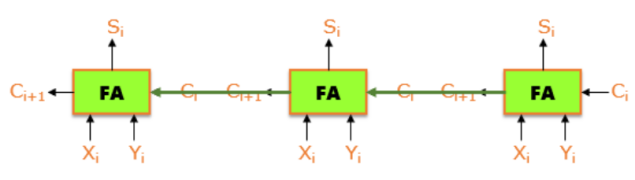 Sᵢ Sᵢ Sᵢ
Cᵢ₊₁ FA Cᵢ Cᵢ₊₁ FA Cᵢ Cᵢ₊₁ FA Cᵢ
Xᵢ Yᵢ Xᵢ Yᵢ Xᵢ Yᵢ